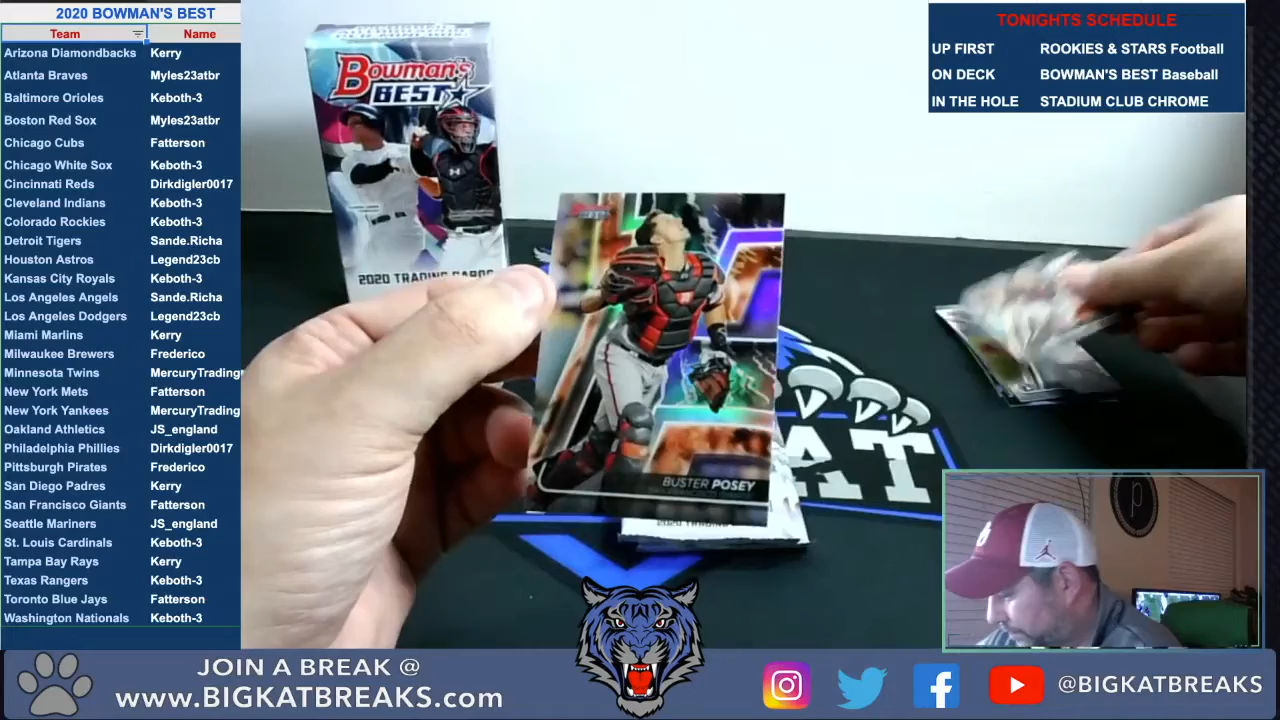 2020 BOWMAN'S BEST
Team Name
Arizona Diamondbacks Kerry
Atlanta Braves Myles23atbr
Baltimore Orioles Keboth-3
Boston Red Sox Myles23atbr
Chicago Cubs Fatterson
Chicago White Sox Keboth-3
Cincinnati Reds Dirkdigler0017
Cleveland Indians Keboth-3
Colorado Rockies Keboth-3
Detroit Tigers Sande.Richa
Houston Astros Legend23cb
Kansas City Royals Keboth-3
Los Angeles Angels Sande.Richa
Los Angeles Dodgers Legend23cb
Miami Marlins Kerry
Milwaukee Brewers Frederico
Minnesota Twins MercuryTrading
New York Mets Fatterson
New York Yankees MercuryTrading
Oakland Athletics JS_england
Philadelphia Phillies Dirkdigler0017
Pittsburgh Pirates Frederico
San Diego Padres Kerry
San Francisco Giants Fatterson
Seattle Mariners JS_england
St. Louis Cardinals Keboth-3
Tampa Bay Rays Kerry
Texas Rangers Keboth-3
Toronto Blue Jays Fatterson
Washington Nationals Keboth-3
TONIGHTS SCHEDULE
UP FIRST ROOKIES & STARS Football
ON DECK BOWMAN'S BEST Baseball
IN THE HOLE STADIUM CLUB CHROME
Bowman's
BEST
2020 TRADING CARDS
BUSTER POSEY
SAN FRANCISCO GIANTS
2020 TRADING
AT
JOIN A BREAK @
www.BIGKATBREAKS.com
@BIGKATBREAKS